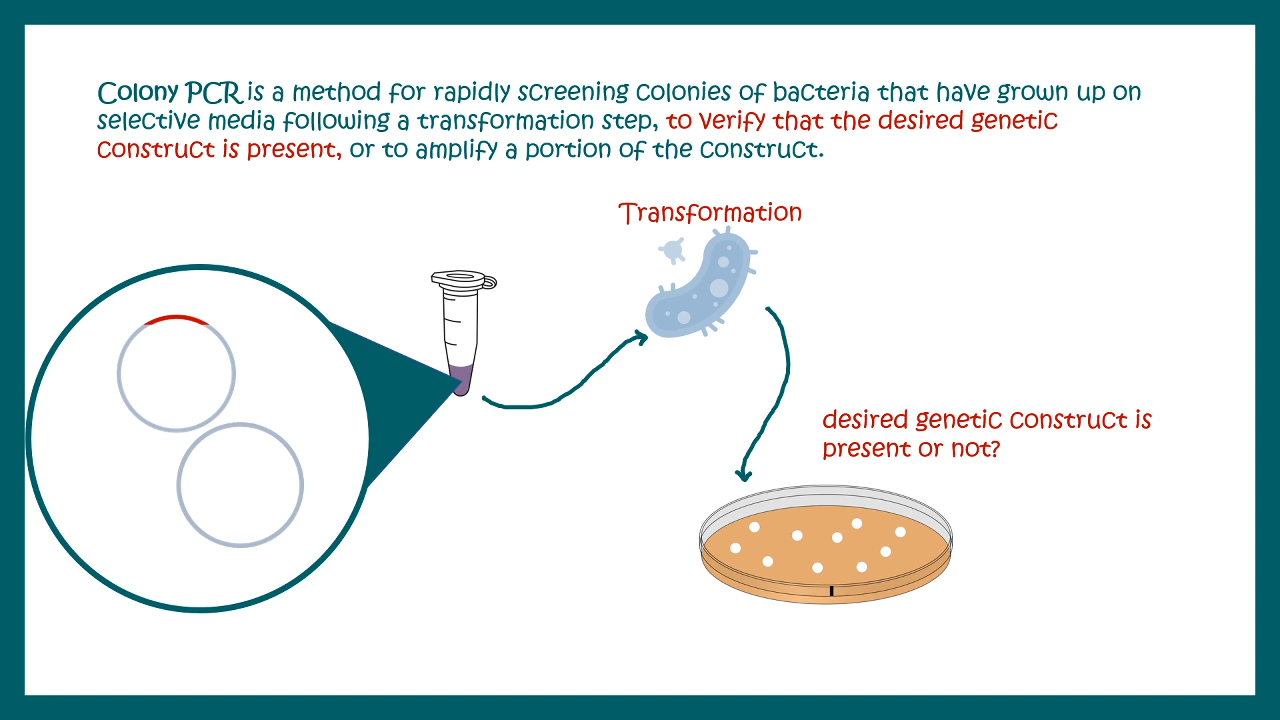 Colony PCR is a method for rapidly screening colonies of bacteria that have grown up on
selective media following a transformation step, to verify that the desired genetic
construct is present, or to amplify a portion of the construct.
Transformation
desired genetic construct is
present or not?